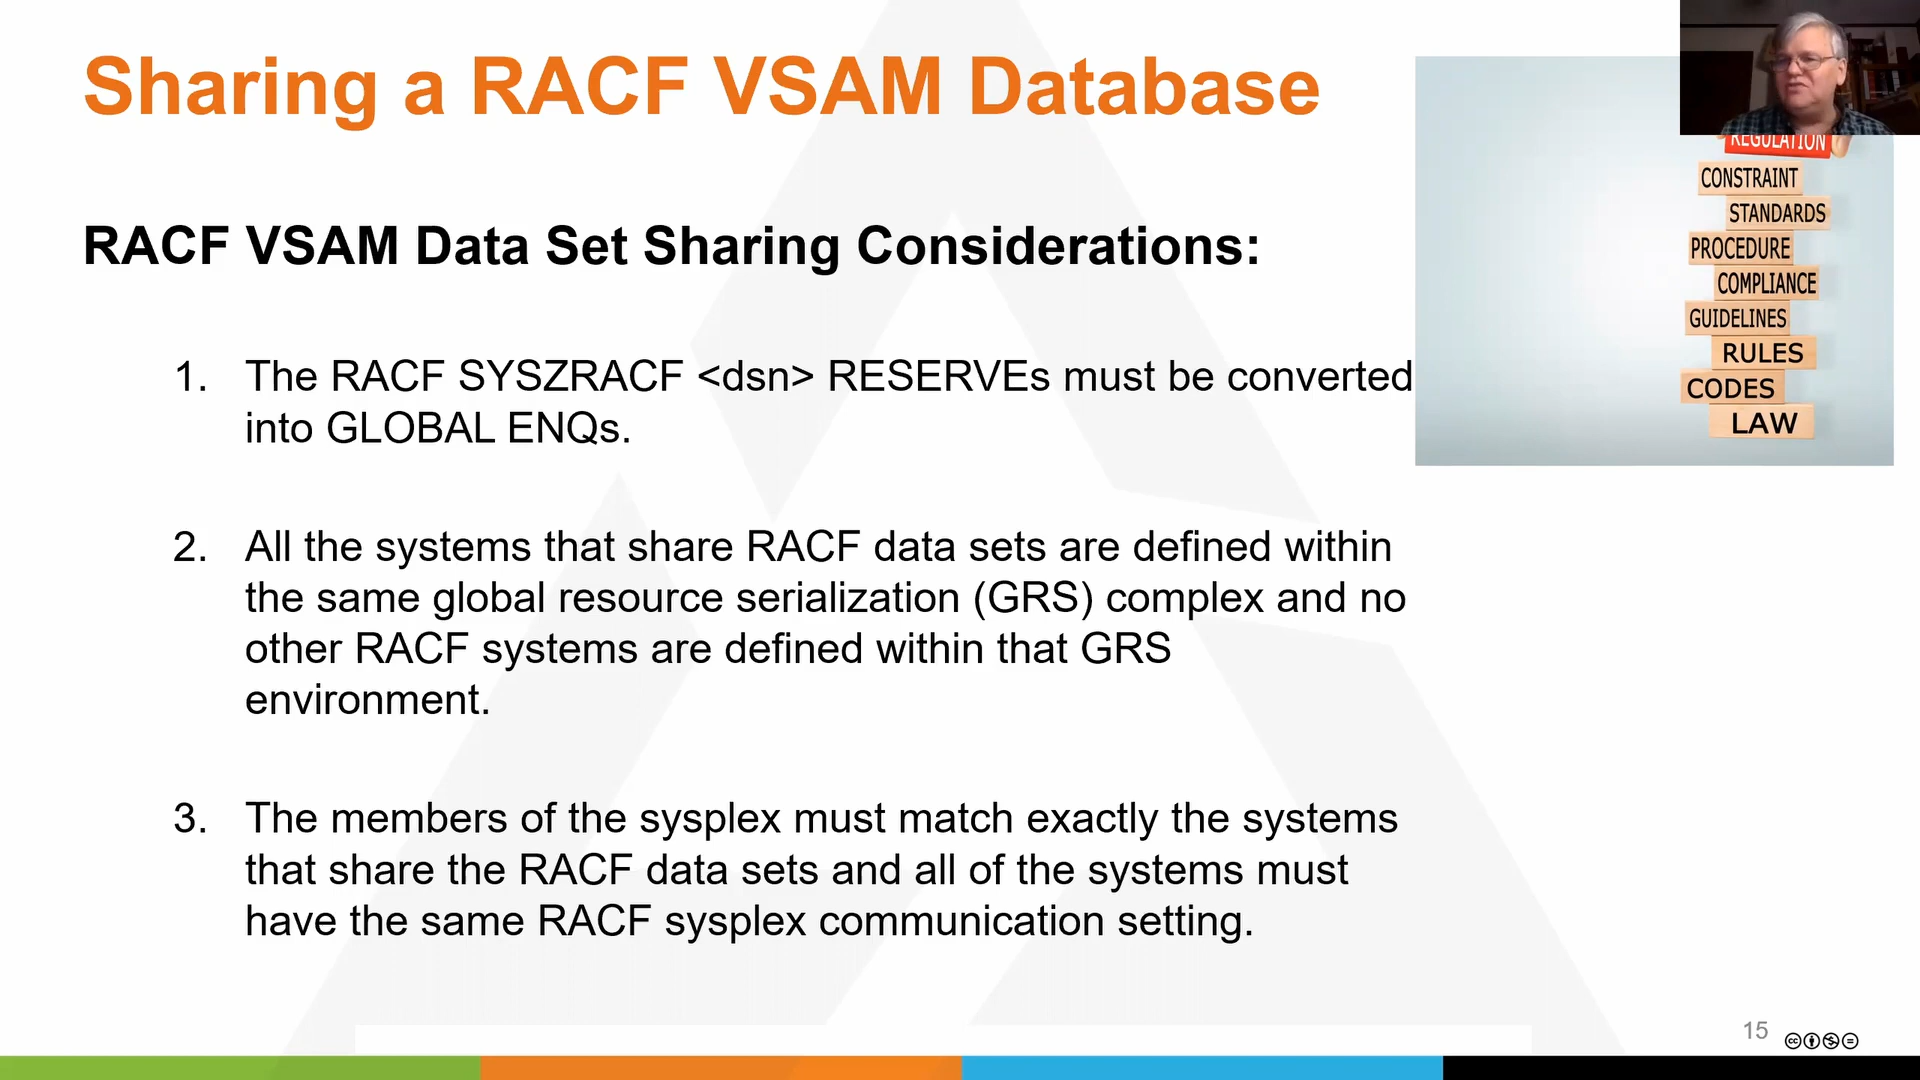 Sharing a RACF VSAM Database
RACF VSAM Data Set Sharing Considerations:
1. The RACF SYSZRACF <dsn> RESERVEs must be converted
into GLOBAL ENQs.
2. All the systems that share RACF data sets are defined within
the same global resource serialization (GRS) complex and no
other RACF systems are defined within that GRS
environment.
3. The members of the sysplex must match exactly the systems
that share the RACF data sets and all of the systems must
have the same RACF sysplex communication setting.
REGULATION
CONSTRAINT
STANDARDS
PROCEDURE
COMPLIANCE
GUIDELINES
RULES
CODES
LAW
15